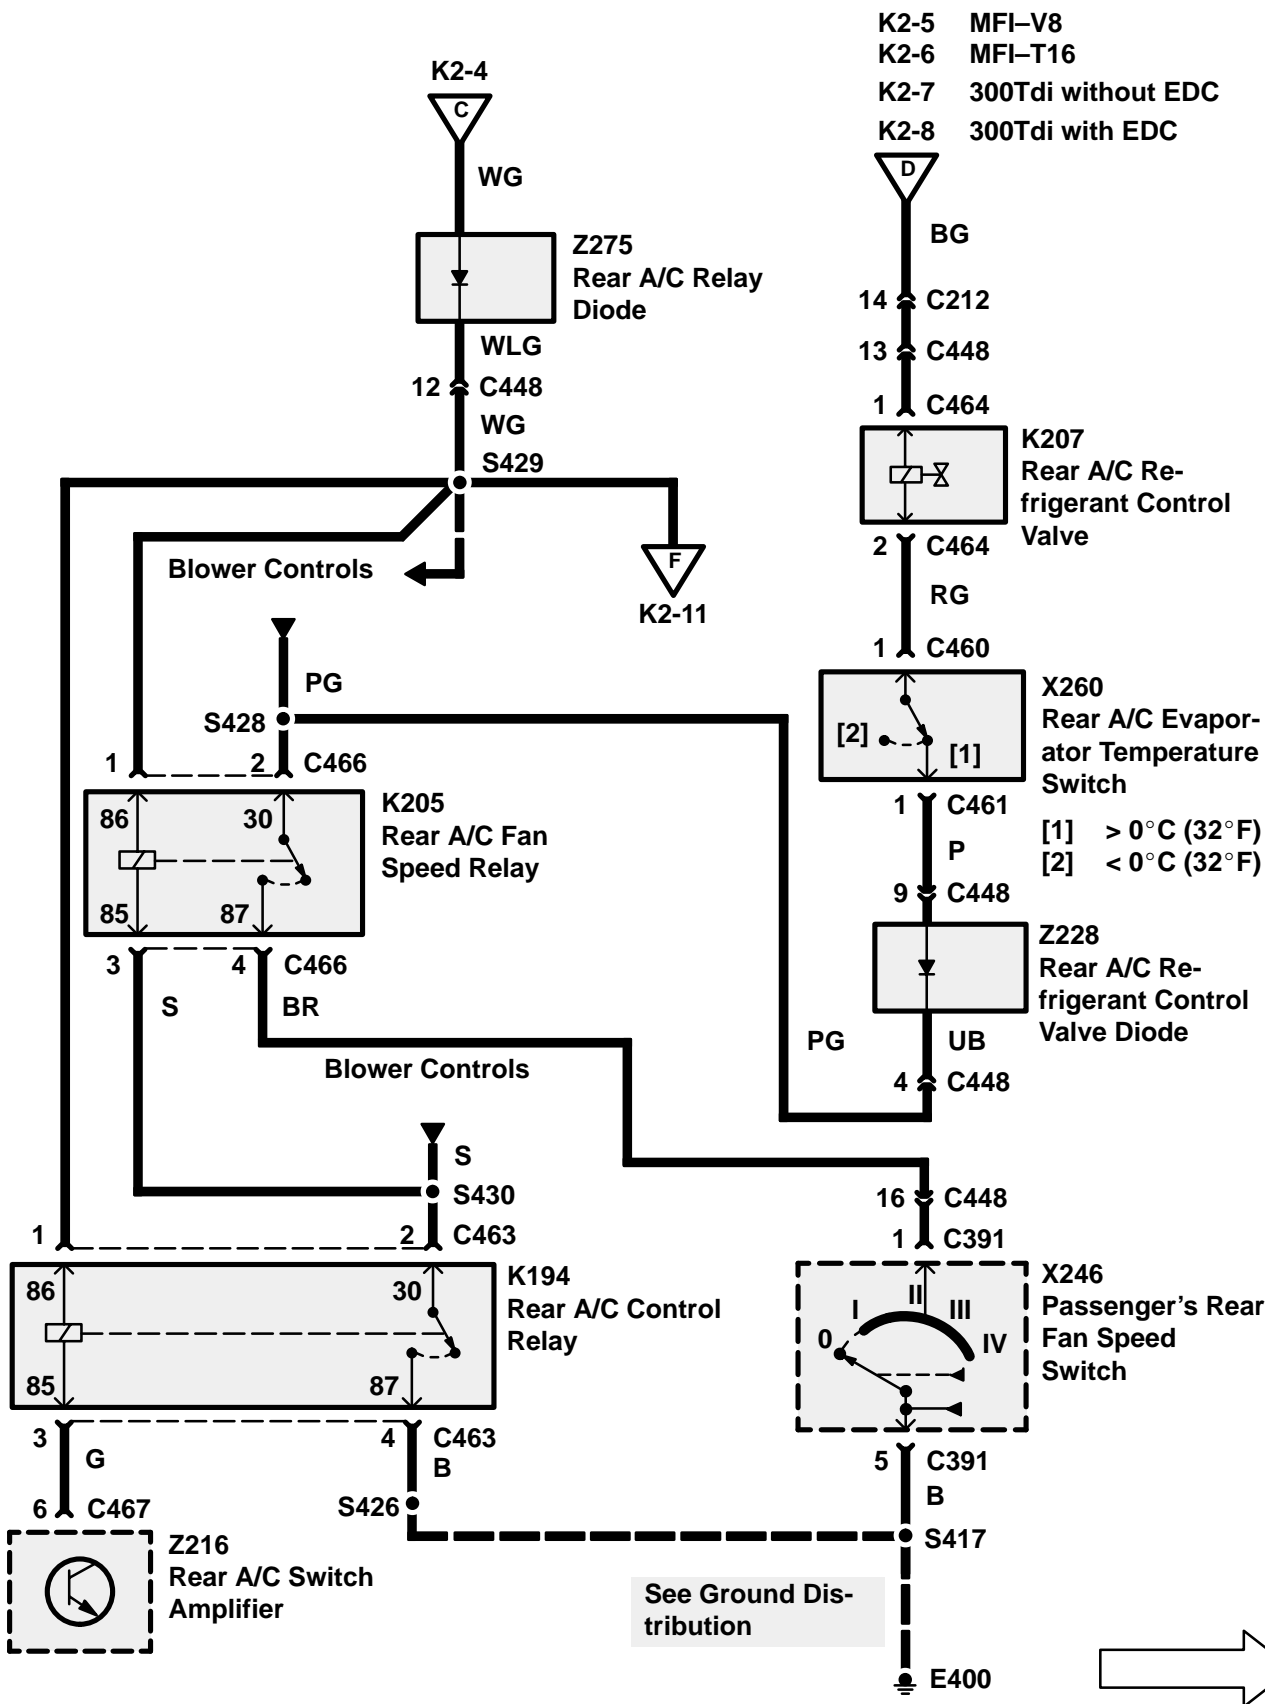 K2-5 MFI–V8
K2-6 MFI–T16
K2-7 300Tdi without EDC
K2-8 300Tdi with EDC
K2-4
C
WG
Z275
Rear A/C Relay
Diode
WLG
12 C448
WG
S429
Blower Controls
F
K2-11
D
BG
14 C212
13 C448
1 C464
K207
Rear A/C Re-
frigerant Control
Valve
2 C464
RG
1 C460
X260
Rear A/C Evapor-
ator Temperature
Switch
[2]
[1]
[1] > 0°C (32°F)
[2] < 0°C (32°F)
1 C461
P
9 C448
Z228
Rear A/C Re-
frigerant Control
Valve Diode
PG
UB
4 C448
PG
S428
1 2 C466
86 30
K205
Rear A/C Fan
Speed Relay
85 87
3 4 C466
S BR
Blower Controls
S
S430
1 2 C463
86 30
K194
Rear A/C Control
Relay
85 87
3 4 C463
G B
6 C467
S426
Z216
Rear A/C Switch
Amplifier
16 C448
1 C391
X246
Passenger's Rear
Fan Speed
Switch
0 I II III IV
5 C391
B
S417
See Ground Dis-
tribution
E400